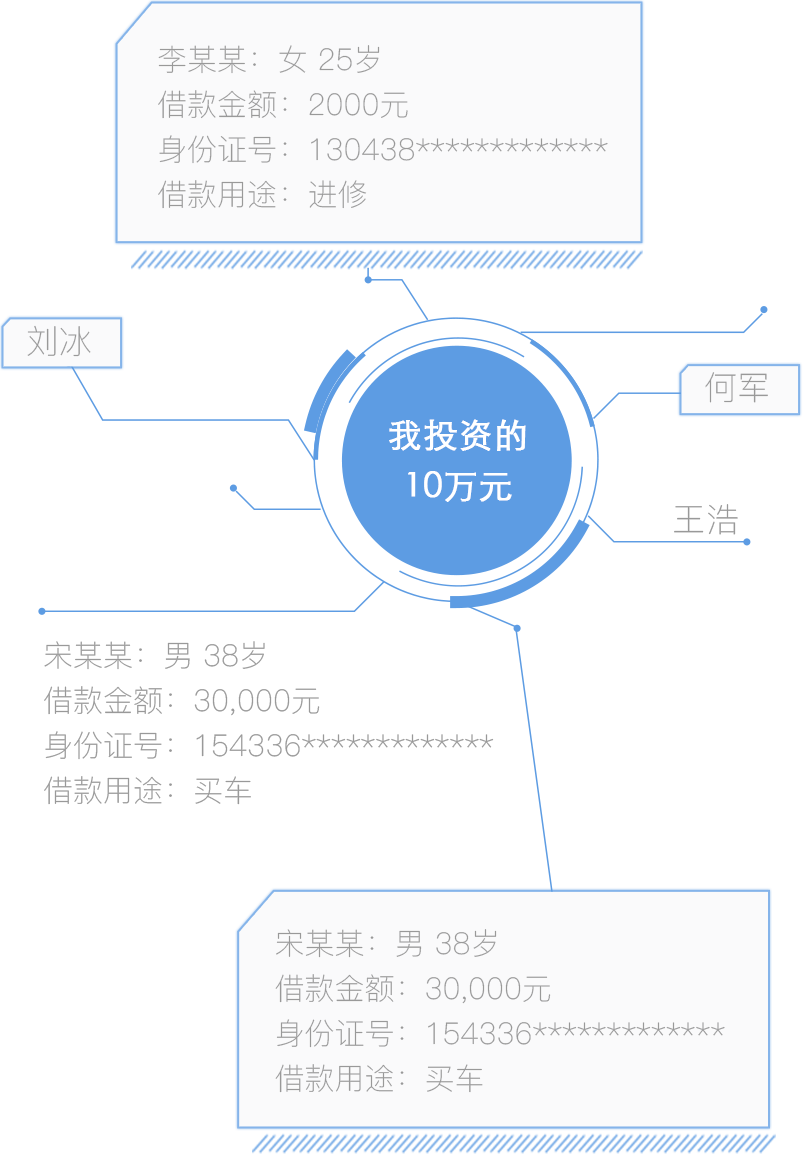 李某某：女 25岁
借款金额：2000元
身份证号：130438*************
借款用途：进修
刘冰
何军
我投资的
10万元
王浩
宋某某：男 38岁
借款金额：30,000元
身份证号：154336*************
借款用途：买车
宋某某：男 38岁
借款金额：30,000元
身份证号：154336*************
借款用途：买车